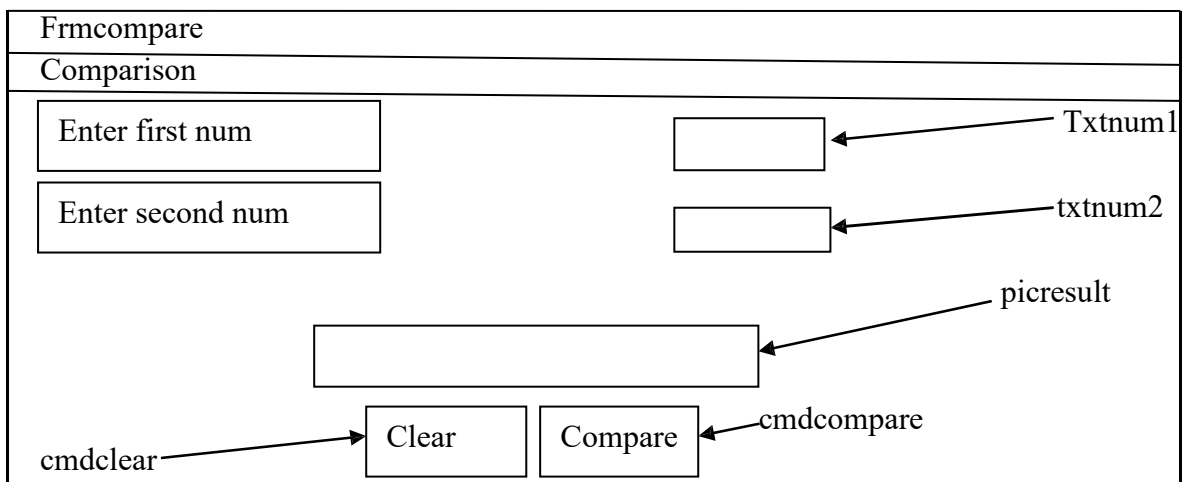 Frmcompare
Comparison
Enter first num
Txtnum1
Enter second num
txtnum2
picresult
Clear
Compare
cmdcompare
cmdclear